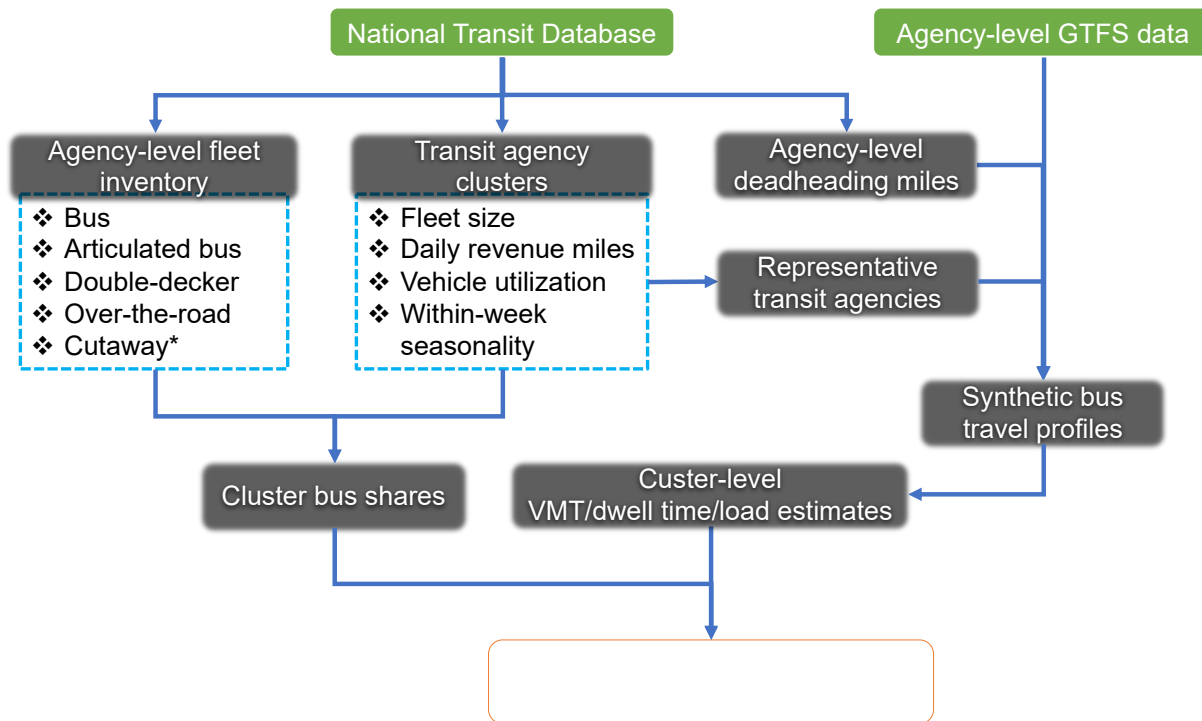 National Transit Database
Agency-level GTFS data
Agency-level fleet
inventory
❖ Bus
❖ Articulated bus
❖ Double-decker
❖ Over-the-road
❖ Cutaway*
Transit agency
clusters
❖ Fleet size
❖ Daily revenue miles
❖ Vehicle utilization
❖ Within-week
seasonality
Agency-level
deadheading miles
Representative
transit agencies
Synthetic bus
travel profiles
Cluster bus shares
Custer-level
VMT/dwell time/load estimates